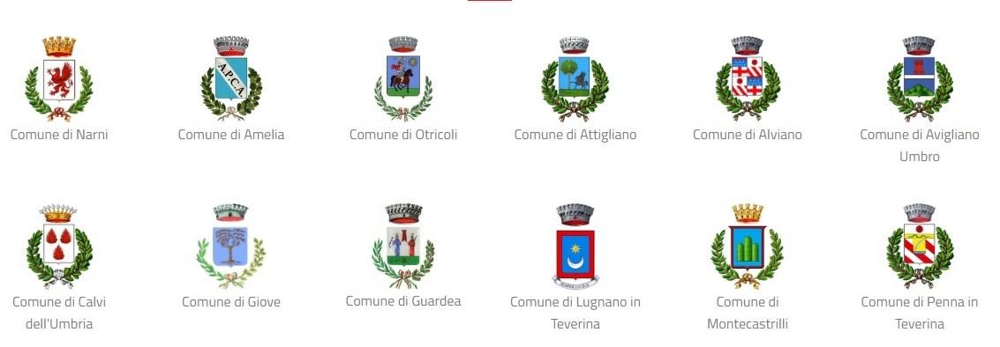 A.P.C.A.
Comune di Narni
Comune di Amelia
Comune di Otricoli
Comune di Attigliano
Comune di Alviano
Comune di Avigliano
Umbro
Comune di Calvi
dell'Umbria
Comune di Giove
Comune di Guardea
Comune di Lugnano in
Teverina
Comune di
Montecastrilli
Comune di Penna in
Teverina